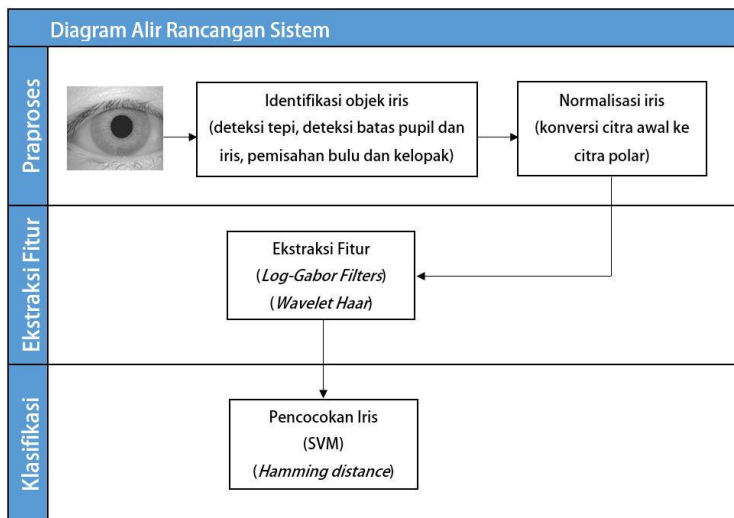 Diagram Alir Rancangan Sistem
Praproses
Identifikasi objek iris
(deteksi tepi, deteksi batas pupil dan
iris, pemisahan bulu dan kelopak)
Normalisasi iris
(konversi citra awal ke
citra polar)
Ekstraksi Fitur
Ekstraksi Fitur
(Log-Gabor Filters)
(Wavelet Haar)
Klasifikasi
Pencocokan Iris
(SVM)
(Hamming distance)